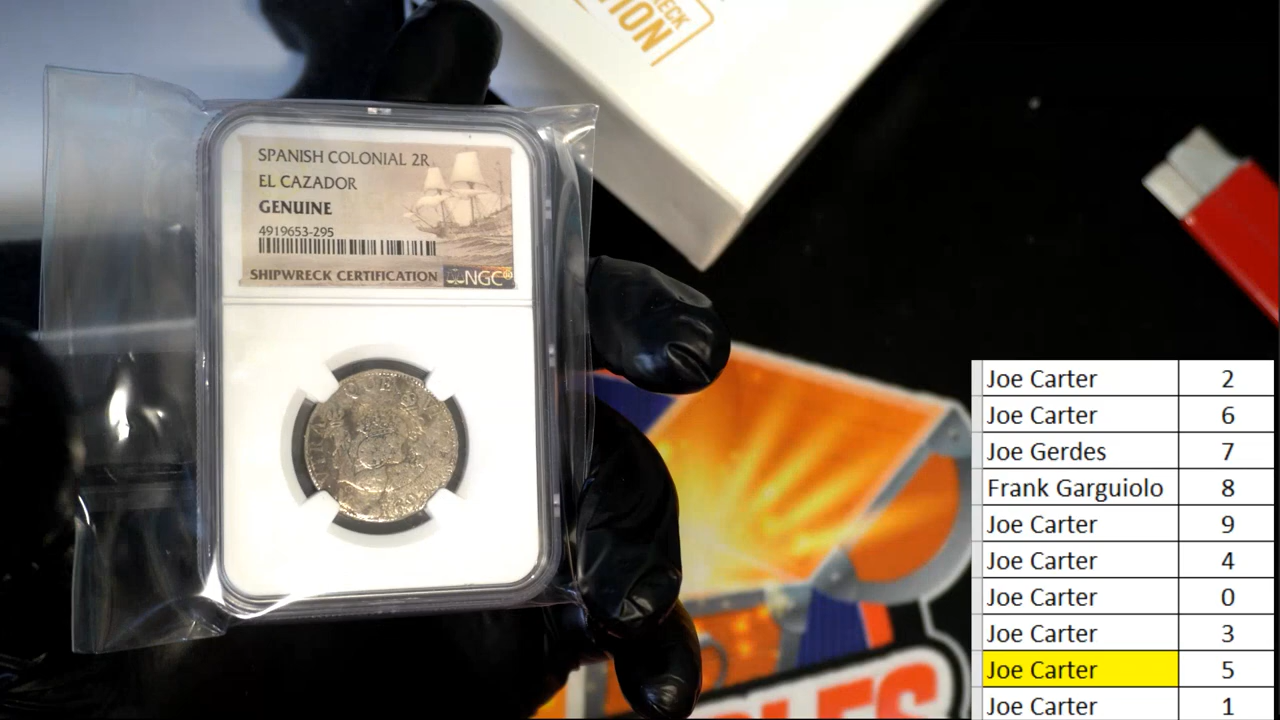 ECK
ION
SPANISH COLONIAL 2R
EL CAZADOR
GENUINE
4919653-295
SHIPWRECK CERTIFICATION NGC
Joe Carter 2
Joe Carter 6
Joe Gerdes 7
Frank Garguiolo 8
Joe Carter 9
Joe Carter 4
Joe Carter 0
Joe Carter 3
Joe Carter 5
Joe Carter 1